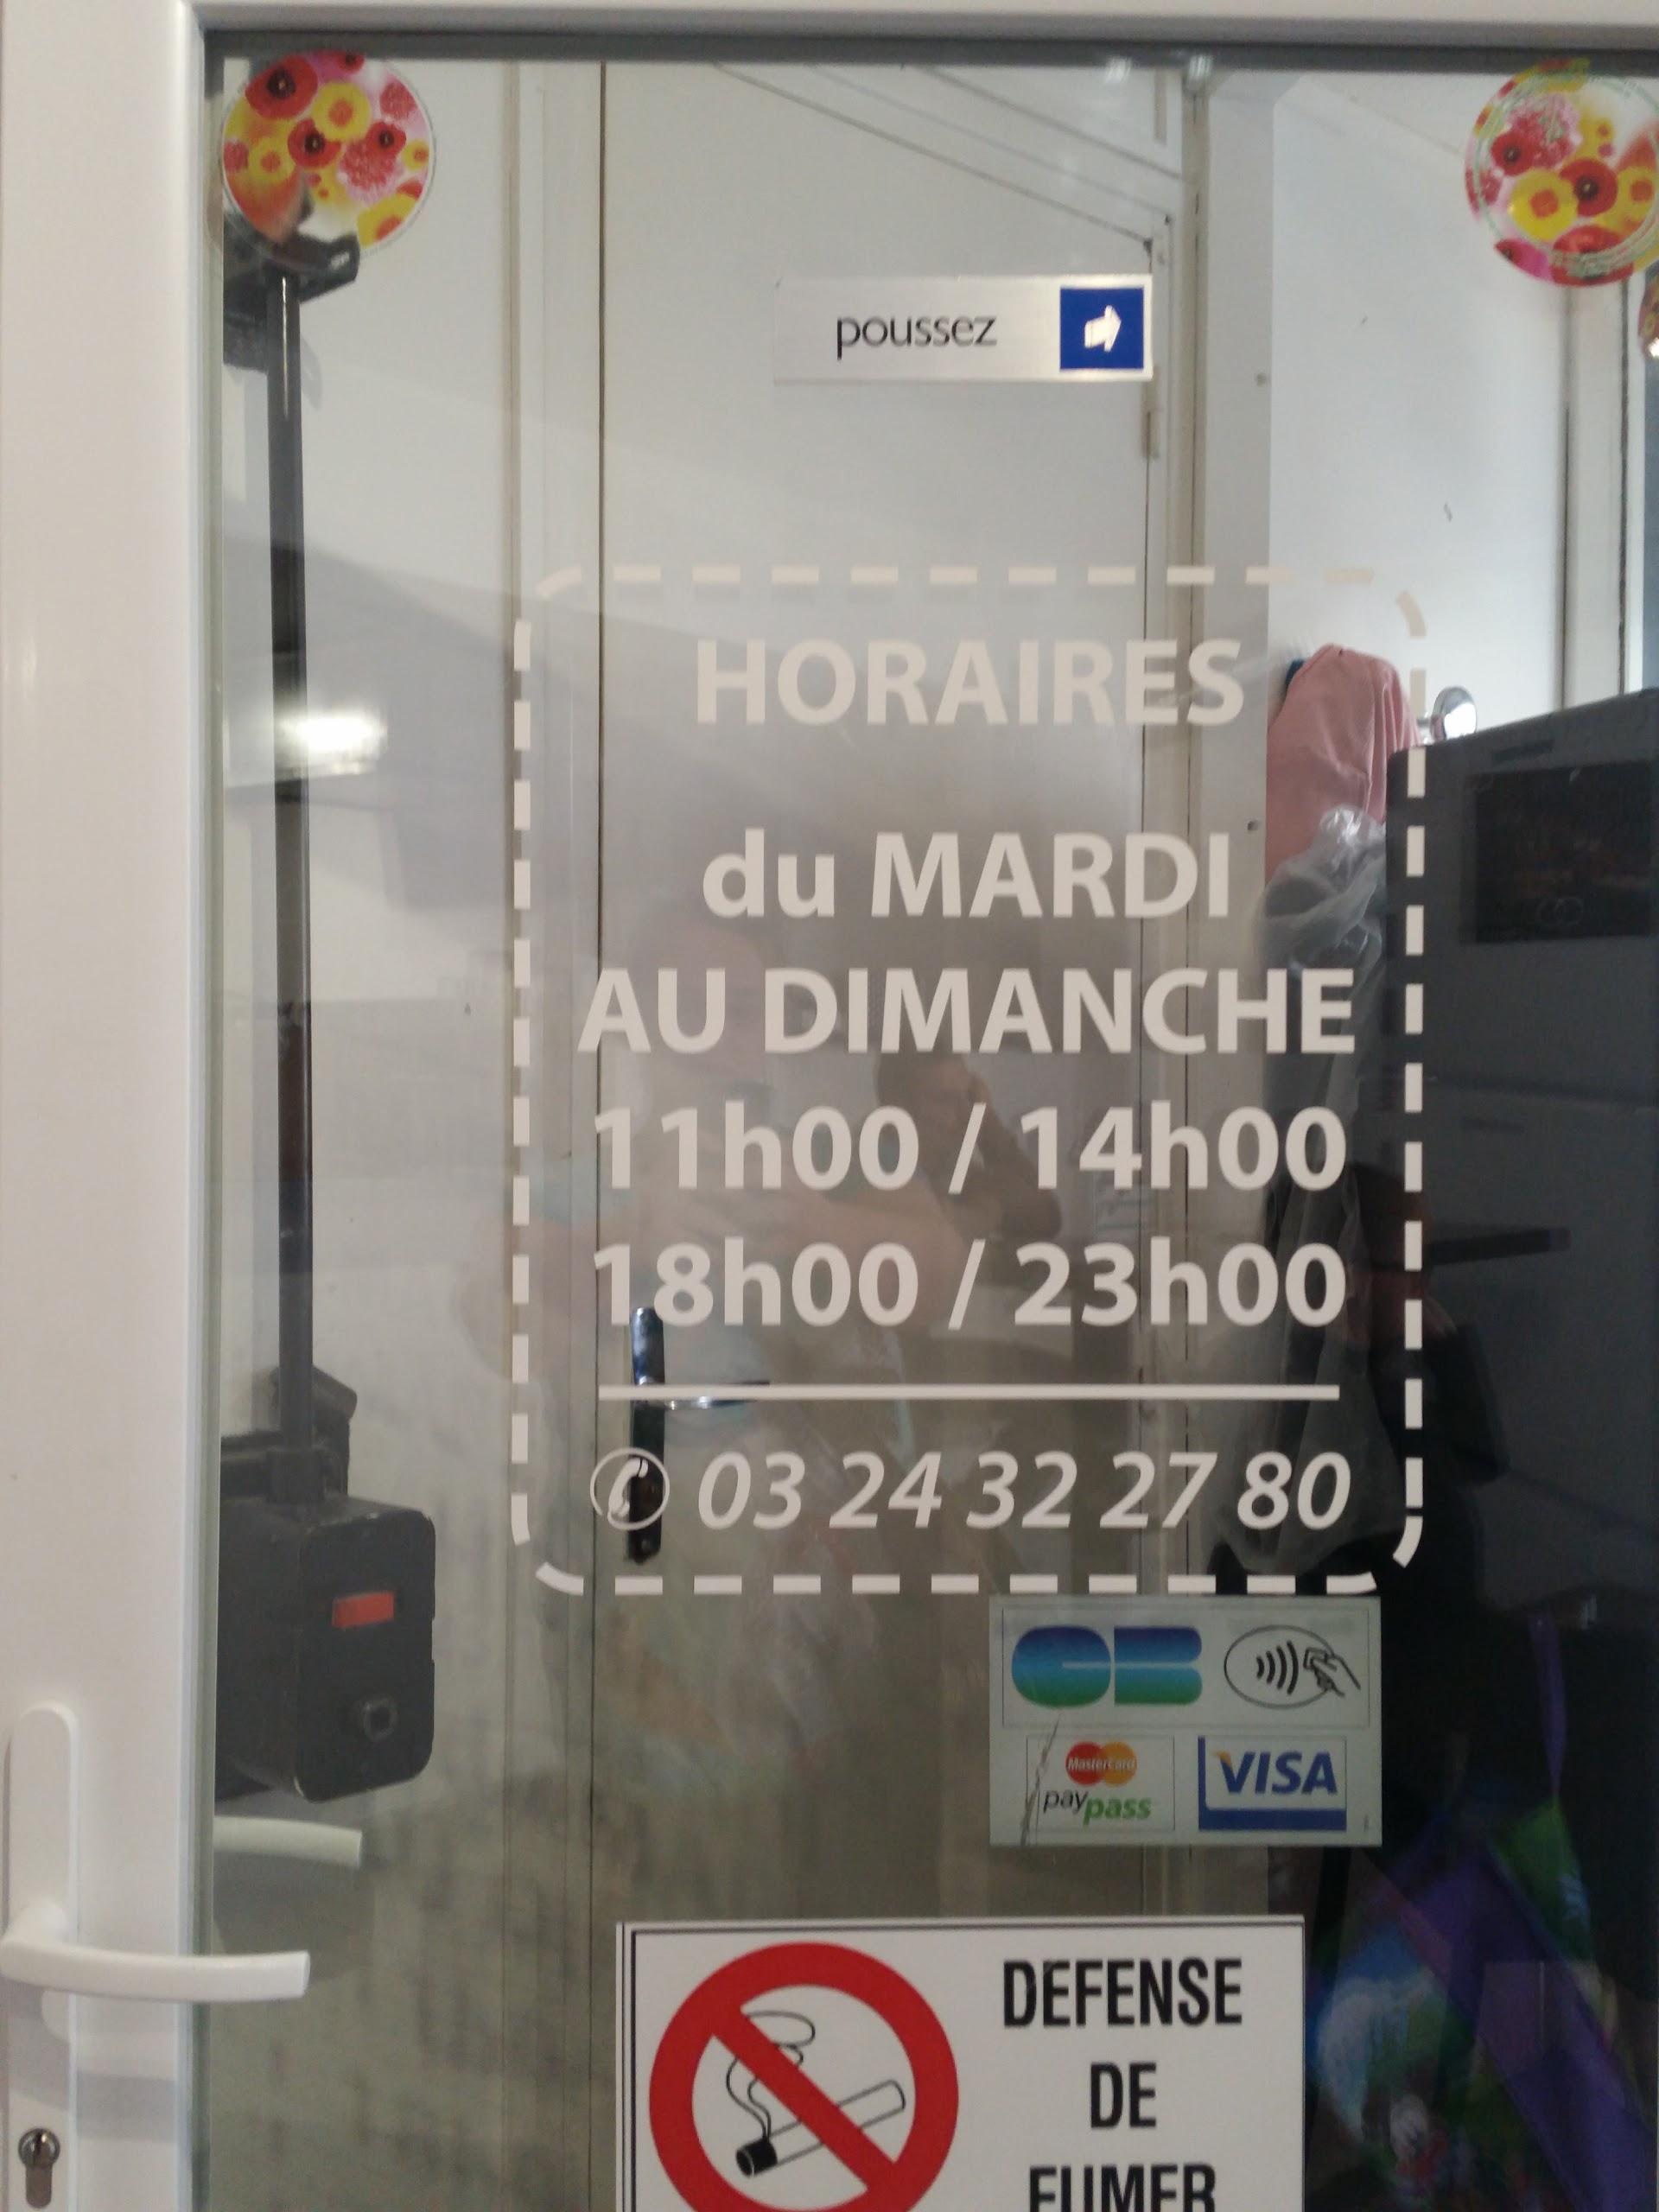 poussez
HORAIRES
du MARDI
AU DIMANCHE
11h00 / 14h00
18h00 / 23h00
03 24 32 27 80
CB
MasterCard
paypass
VISA
DEFENSE
DE
FUMER